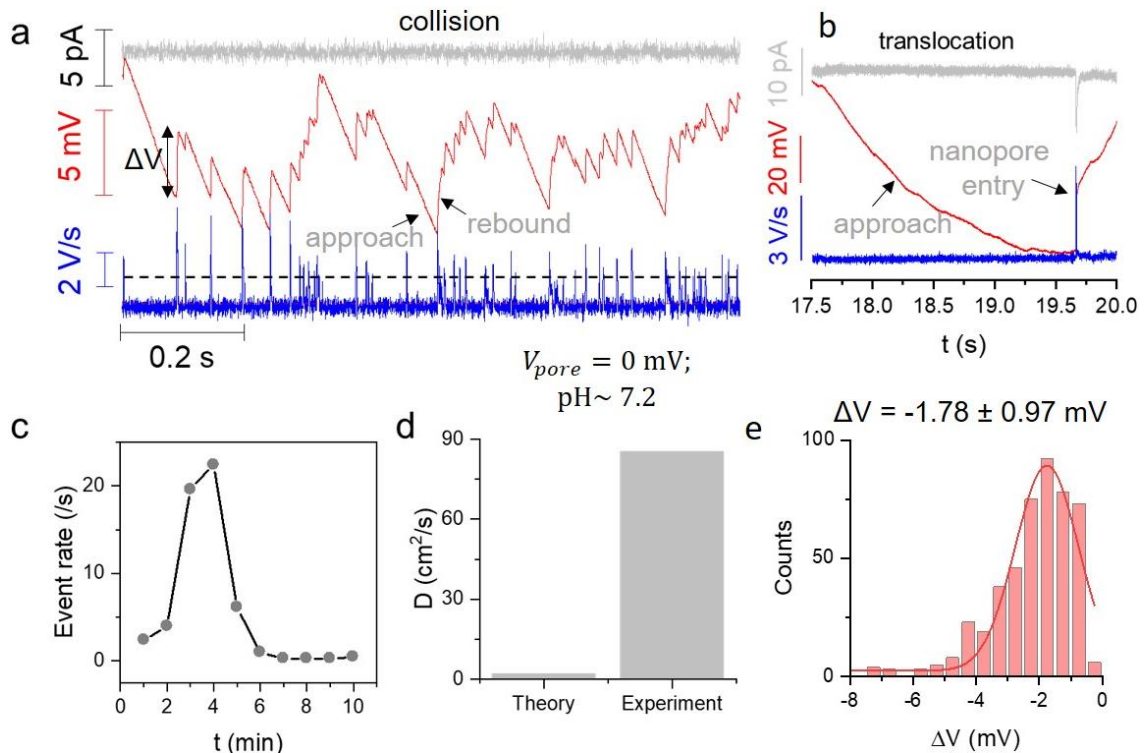 a
collision
5 pA
5 mV
2 V/s
ΔV
approach
rebound
0.2 s
V_pore = 0 mV;
pH~ 7.2
b
translocation
10 pA
20 mV
3 V/s
nanopore
entry
approach
17.5 18.0 18.5 19.0 19.5 20.0
t (s)
c
Event rate (/s)
20
10
0
0 2 4 6 8 10
t (min)
d
D (cm²/s)
90
60
30
0
Theory Experiment
e
ΔV = -1.78 ± 0.97 mV
Counts
100
50
0
-8 -6 -4 -2 0
ΔV (mV)